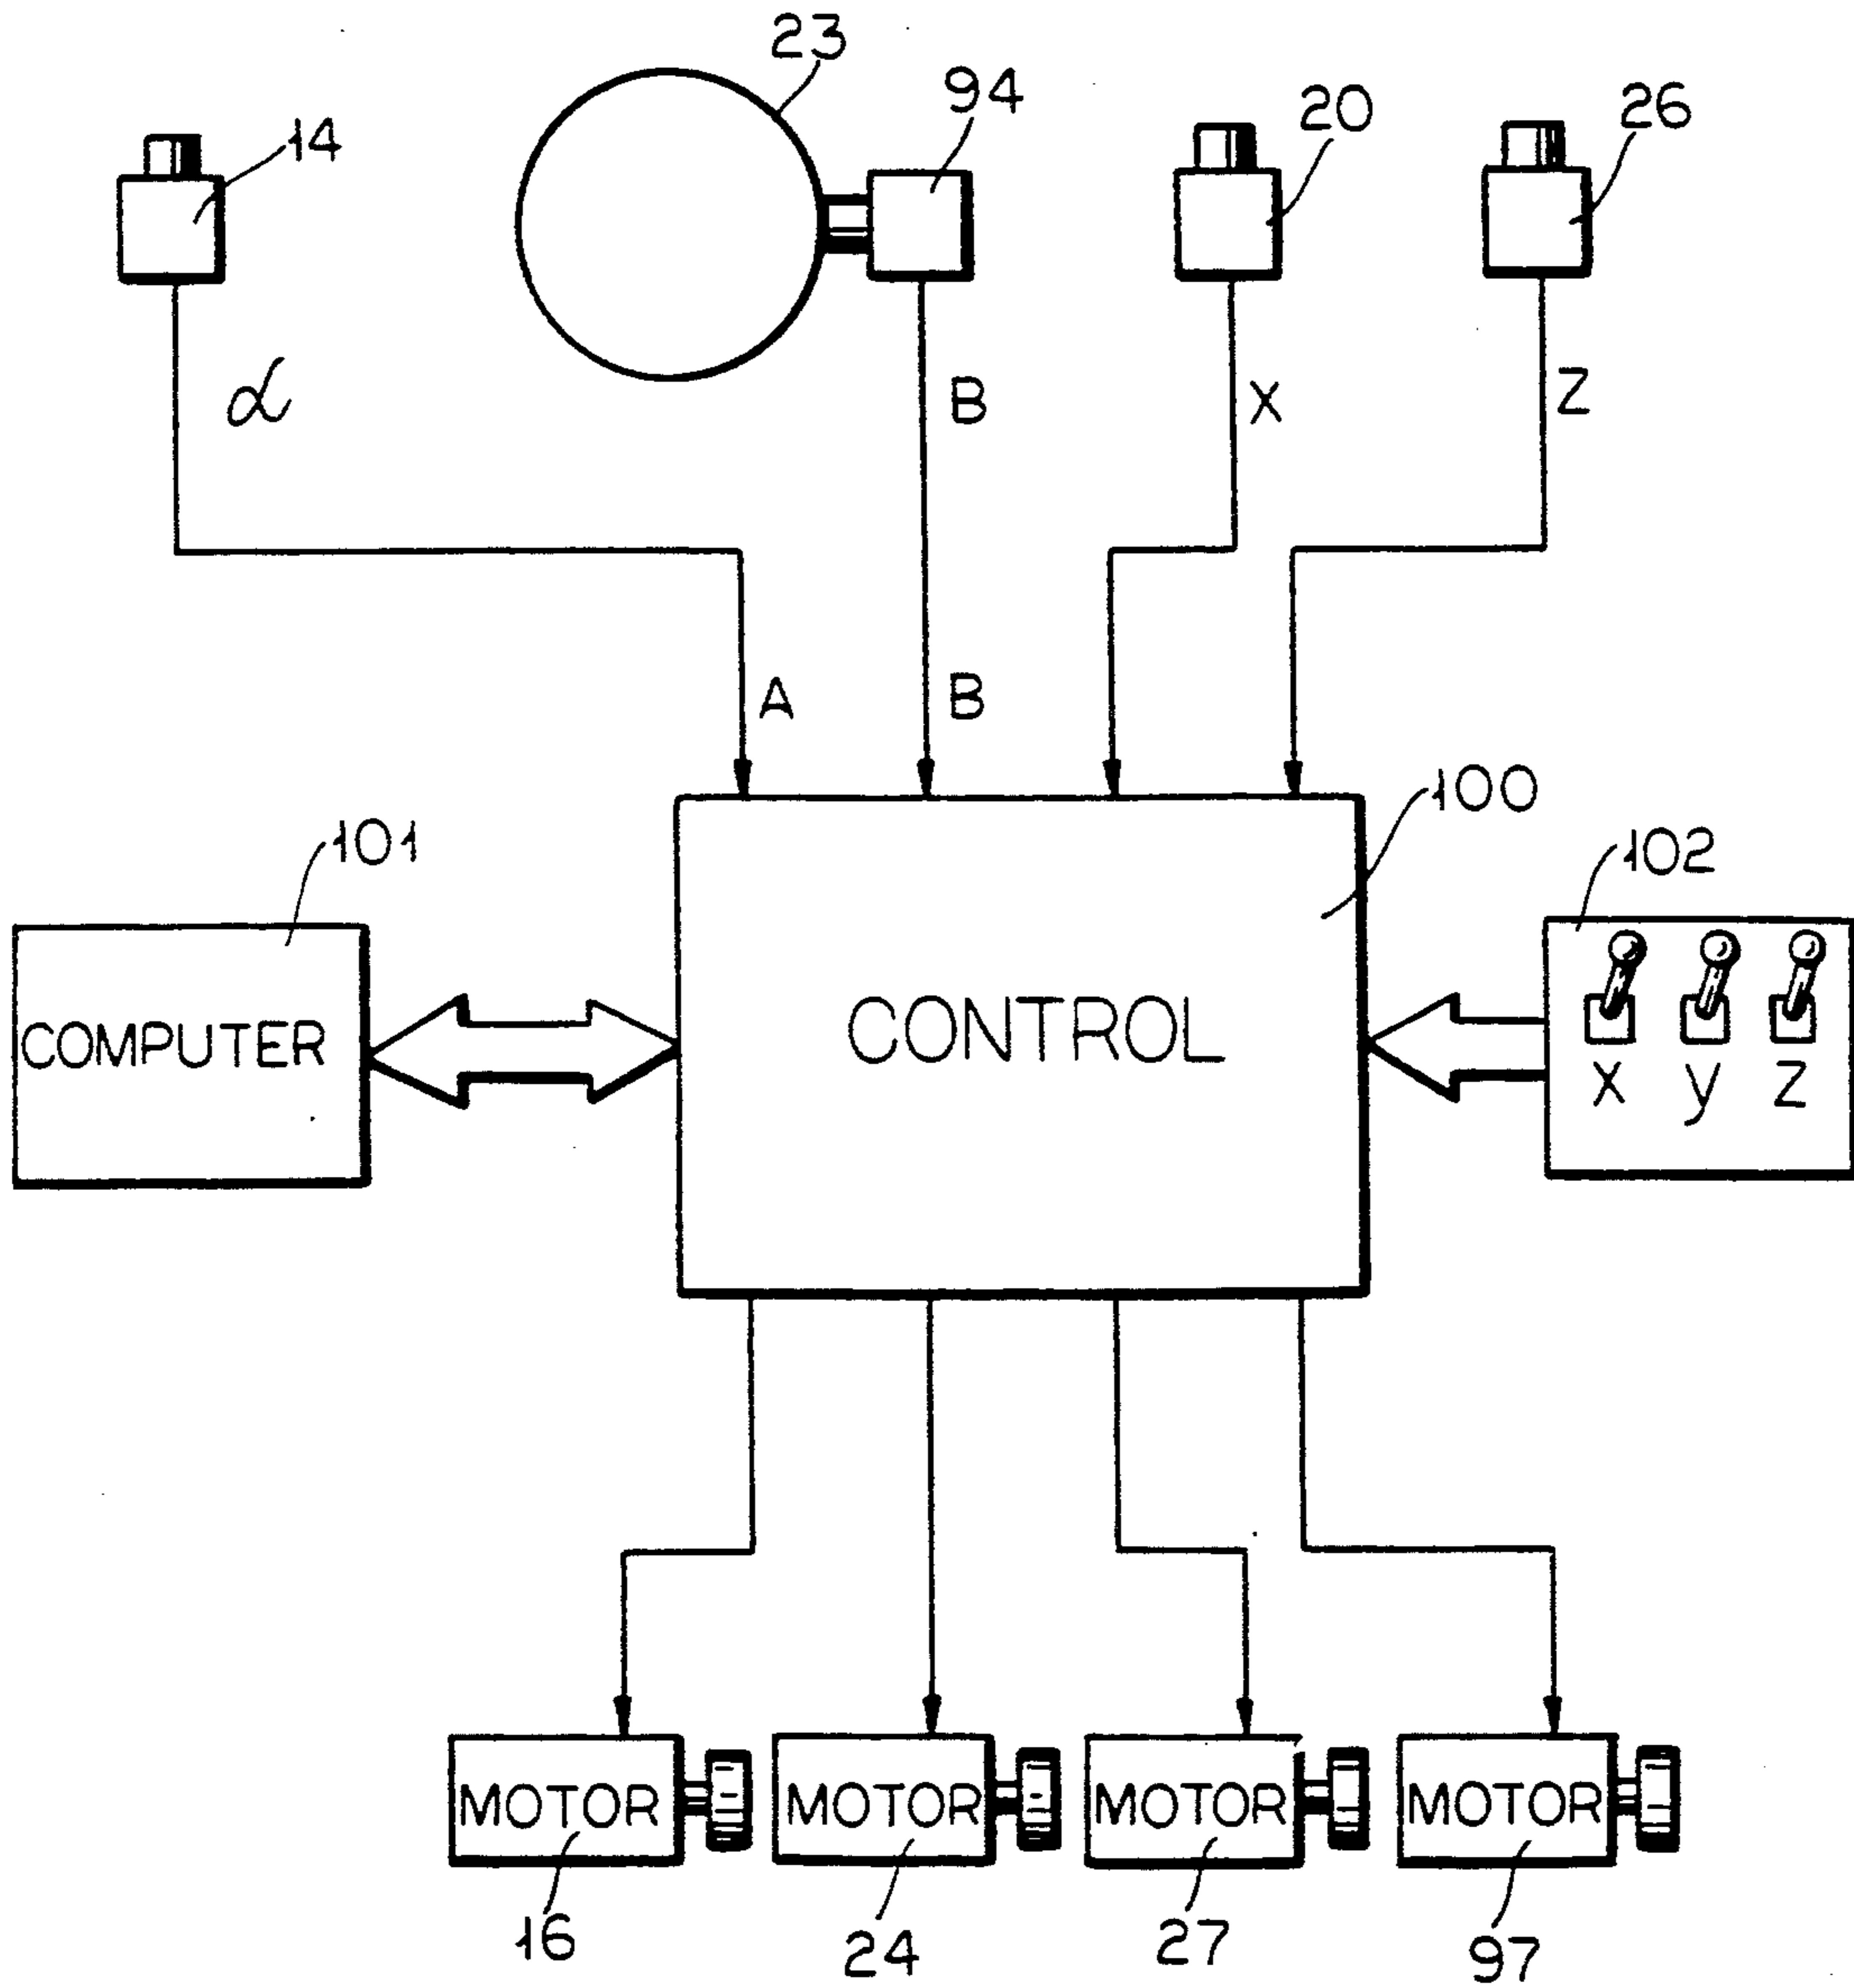 23
94
20
26
14
α
B
X
Z
A
B
100
101
102
COMPUTER
CONTROL
X y Z
MOTOR
MOTOR
MOTOR
MOTOR
16
24
27
97